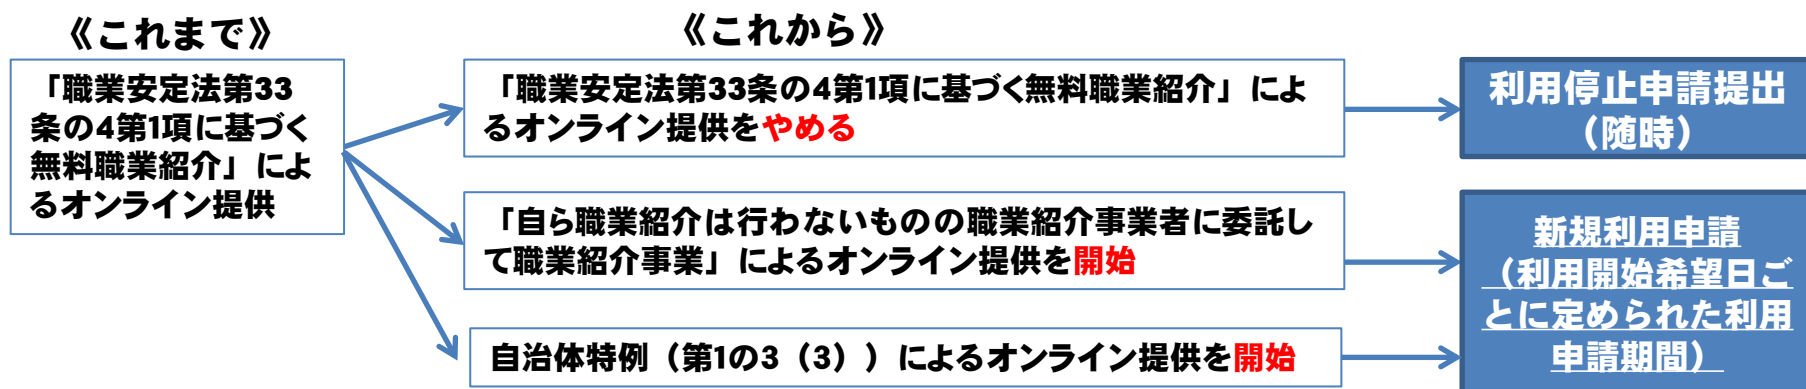 《これまで》
「職業安定法第33
条の4第1項に基づく
無料職業紹介」によ
るオンライン提供
《これから》
「職業安定法第33条の4第1項に基づく無料職業紹介」によ
るオンライン提供をやめる
利用停止申請提出
（随時）
「自ら職業紹介は行わないものの職業紹介事業者に委託し
て職業紹介事業」によるオンライン提供を開始
自治体特例（第1の3（3））によるオンライン提供を開始
新規利用申請
（利用開始希望日ご
とに定められた利用
申請期間）